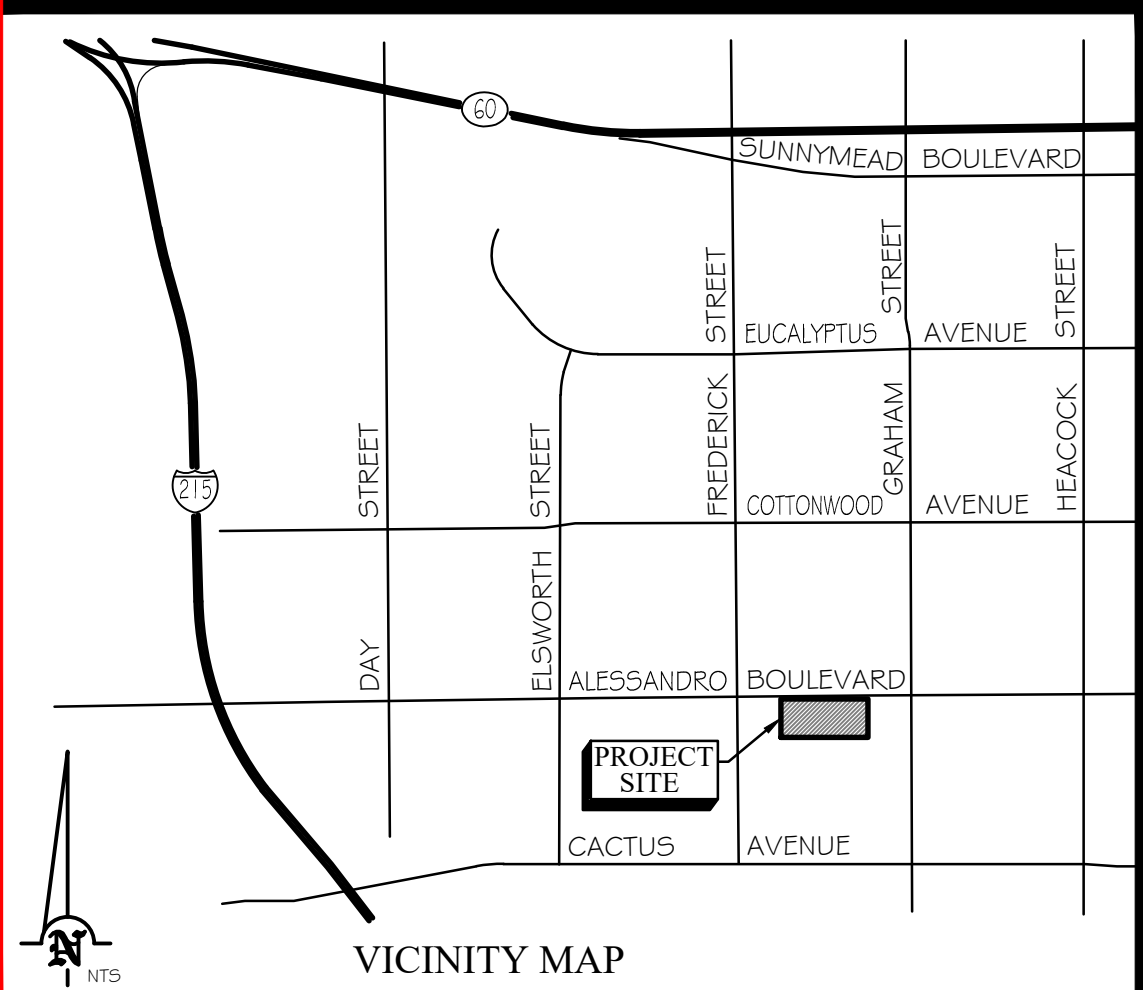 60
SUNNYMEAD BOULEVARD
STREET
STREET
STREET
EUCALYPTUS AVENUE
FREDERICK
GRAHAM
HEACOCK
STREET
STREET
215
COTTONWOOD AVENUE
DAY
ELSWORTH
ALESSANDRO BOULEVARD
PROJECT
SITE
CACTUS AVENUE
N
NTS
VICINITY MAP